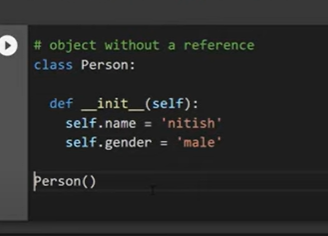 # object without a reference
class Person:
  def __init__(self):
    self.name = 'nitish'
    self.gender = 'male'
Person()